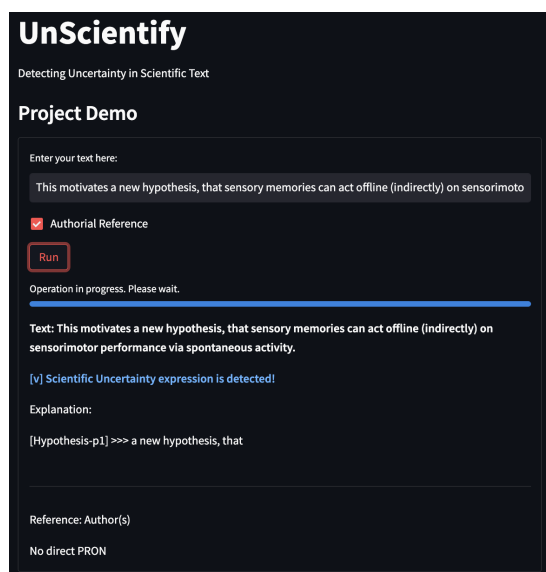 UnScientify
Detecting Uncertainty in Scientific Text
Project Demo
Enter your text here:
This motivates a new hypothesis, that sensory memories can act offline (indirectly) on sensorimoto
Authorial Reference
Run
Operation in progress. Please wait.
Text: This motivates a new hypothesis, that sensory memories can act offline (indirectly) on
sensorimotor performance via spontaneous activity.
[v] Scientific Uncertainty expression is detected!
Explanation:
[Hypothesis-p1] >>> a new hypothesis, that
Reference: Author(s)
No direct PRON